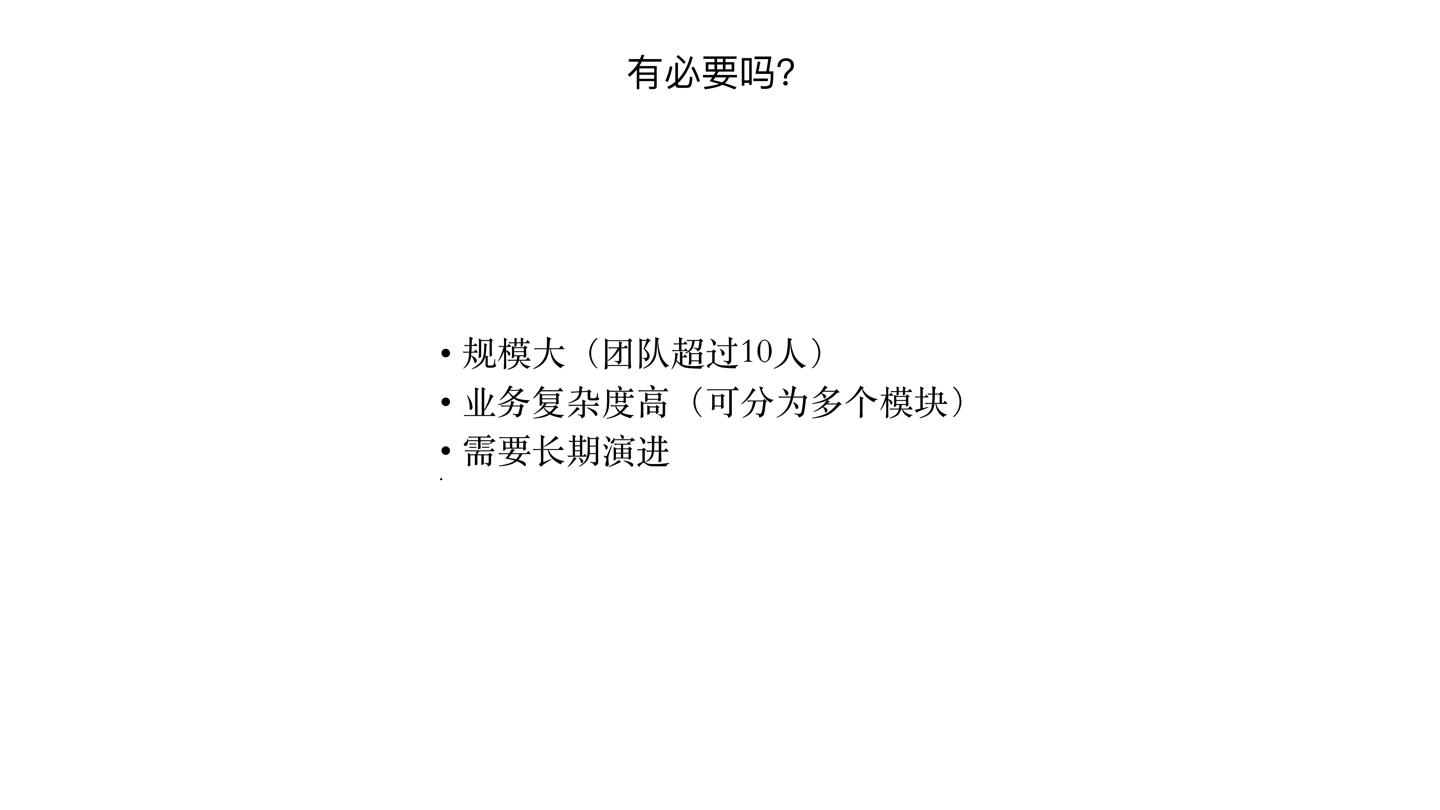 有必要吗?
• 规模大（团队超过10人）
• 业务复杂度高（可分为多个模块）
• 需要长期演进